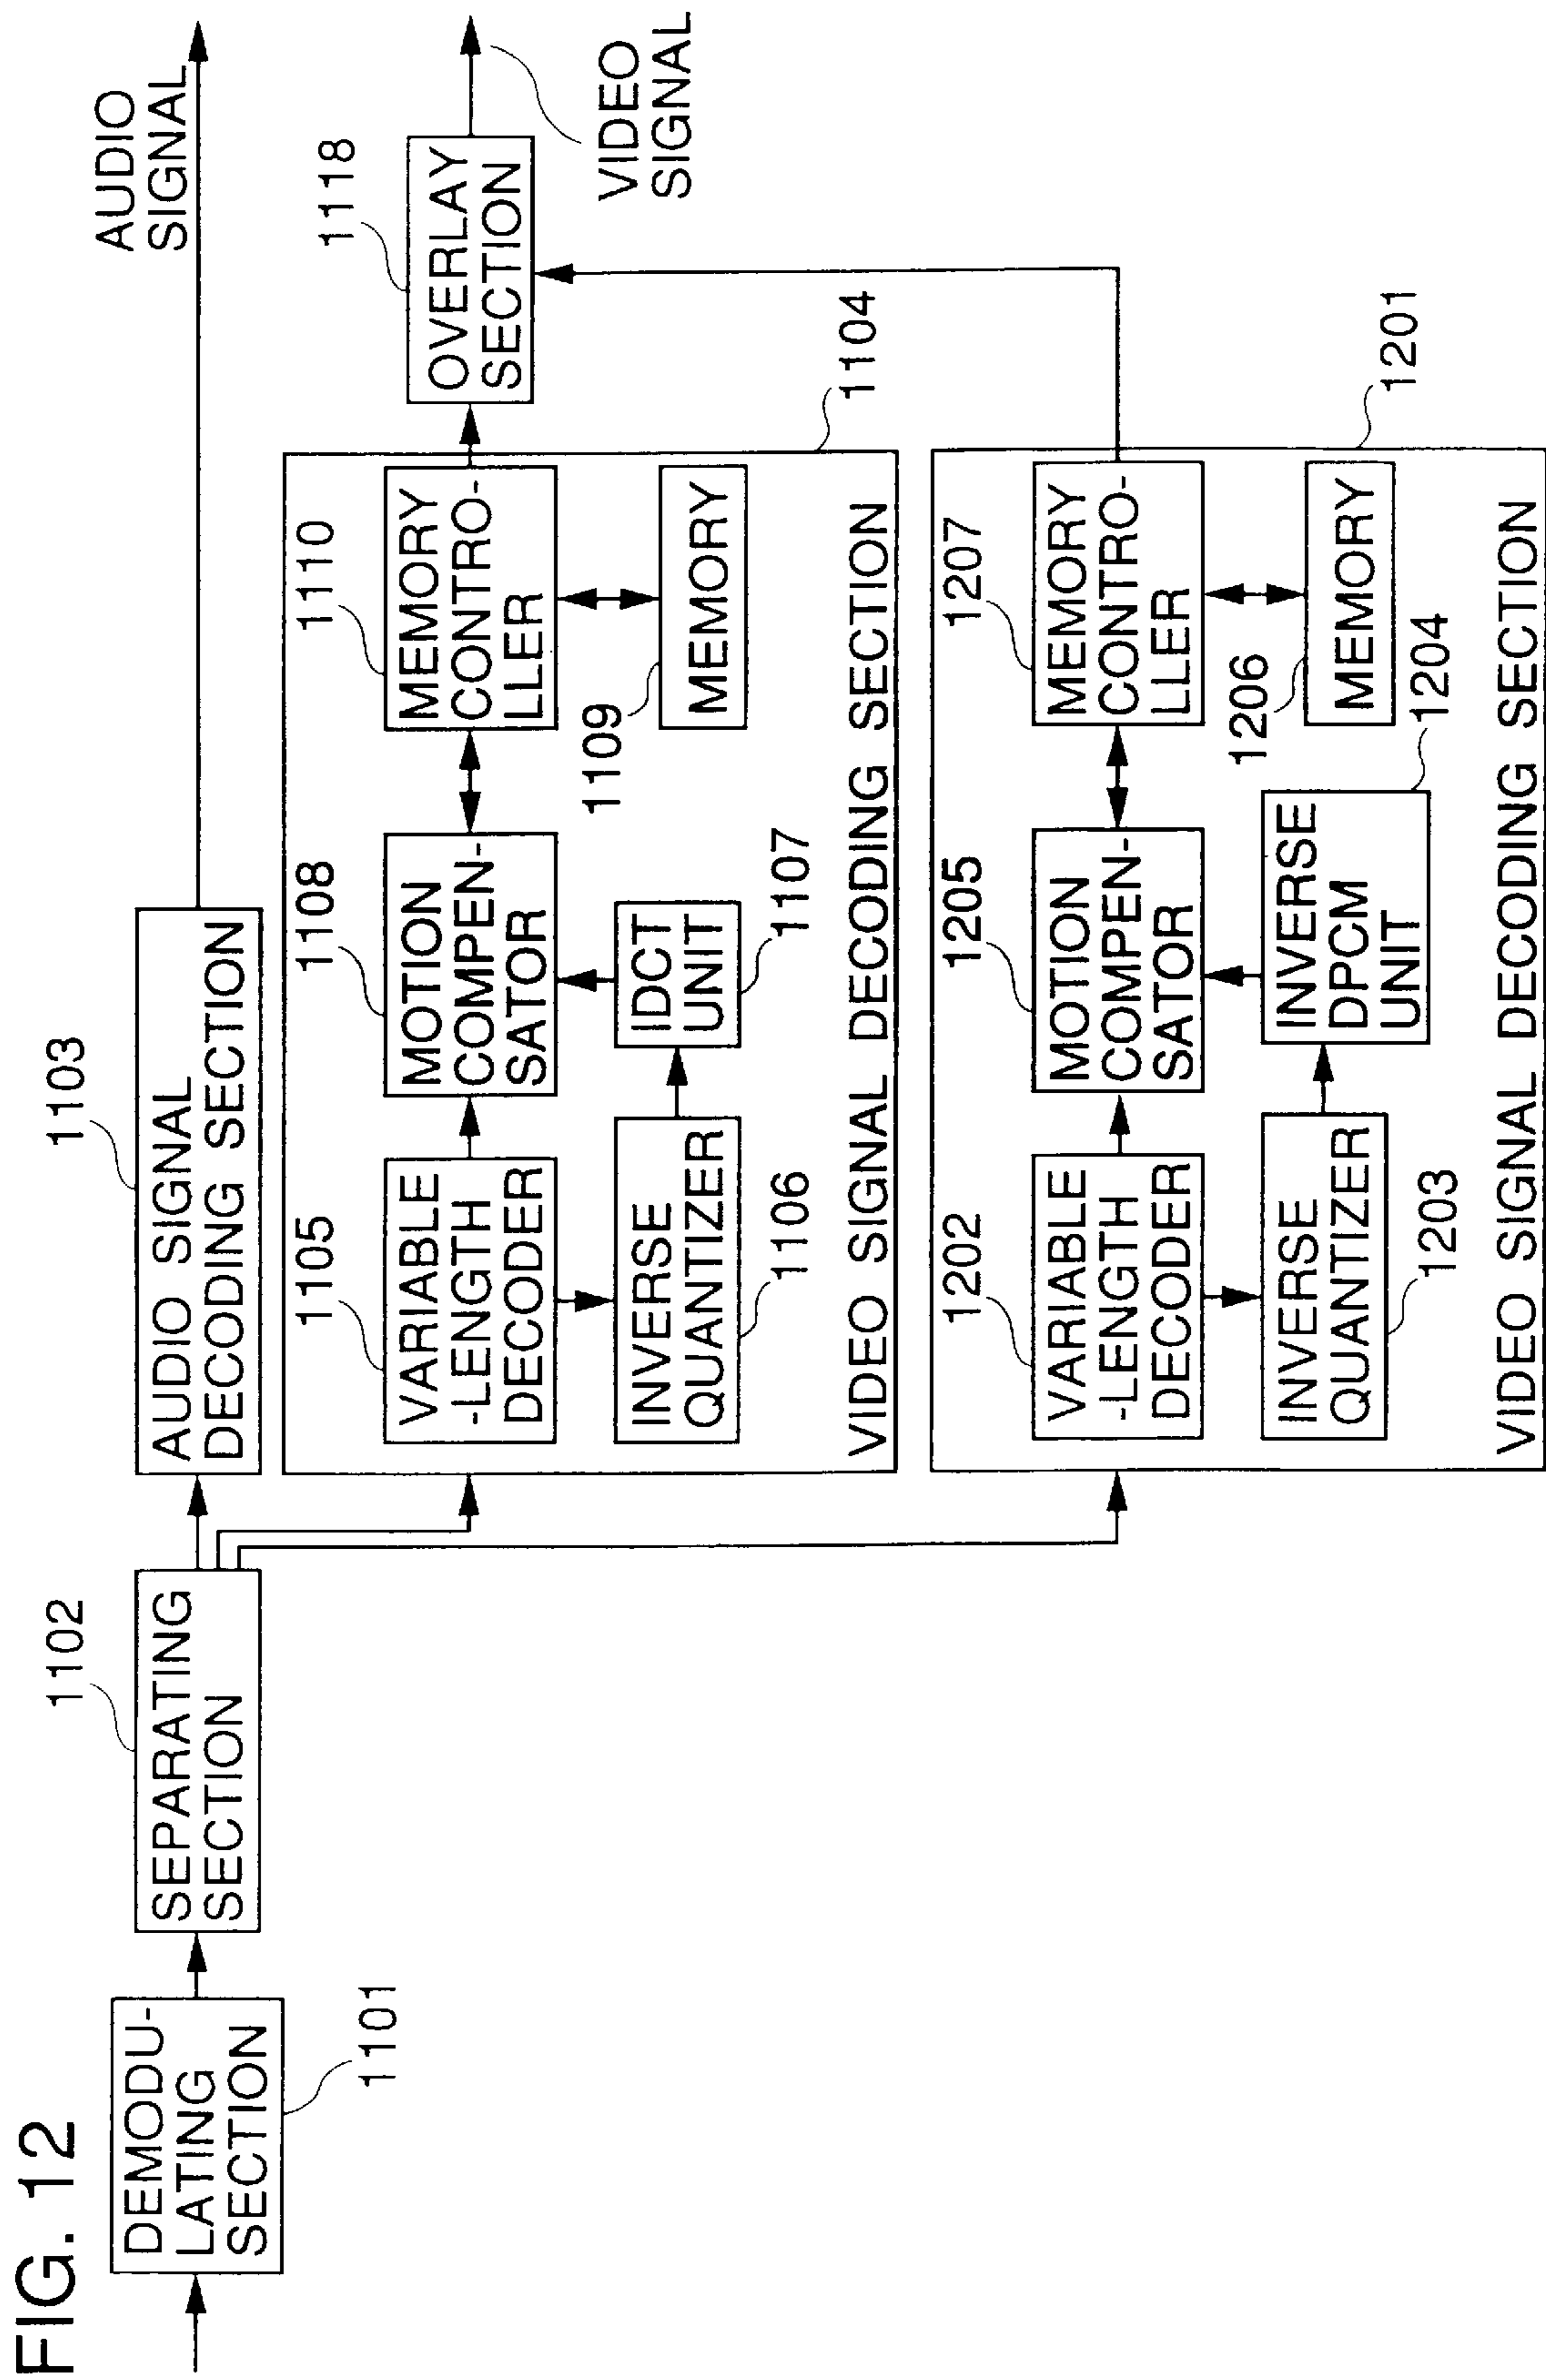 FIG. 12
DEMODU-
LATING
SECTION
1101
1102
SEPARATING
SECTION
1103
AUDIO SIGNAL
DECODING SECTION
AUDIO
SIGNAL
1105
VARIABLE
-LENGTH
DECODER
INVERSE
QUANTIZER
1106
1108
MOTION
COMPEN-
SATOR
IDCT
UNIT
1107
1110
MEMORY
CONTRO-
LLER
1109
MEMORY
VIDEO SIGNAL DECODING SECTION
1104
1118
OVERLAY
SECTION
VIDEO
SIGNAL
1202
VARIABLE
-LENGTH
DECODER
INVERSE
QUANTIZER
1203
1205
MOTION
COMPEN-
SATOR
INVERSE
DPCM
UNIT
1204
1207
MEMORY
CONTRO-
LLER
1206
MEMORY
VIDEO SIGNAL DECODING SECTION
1201